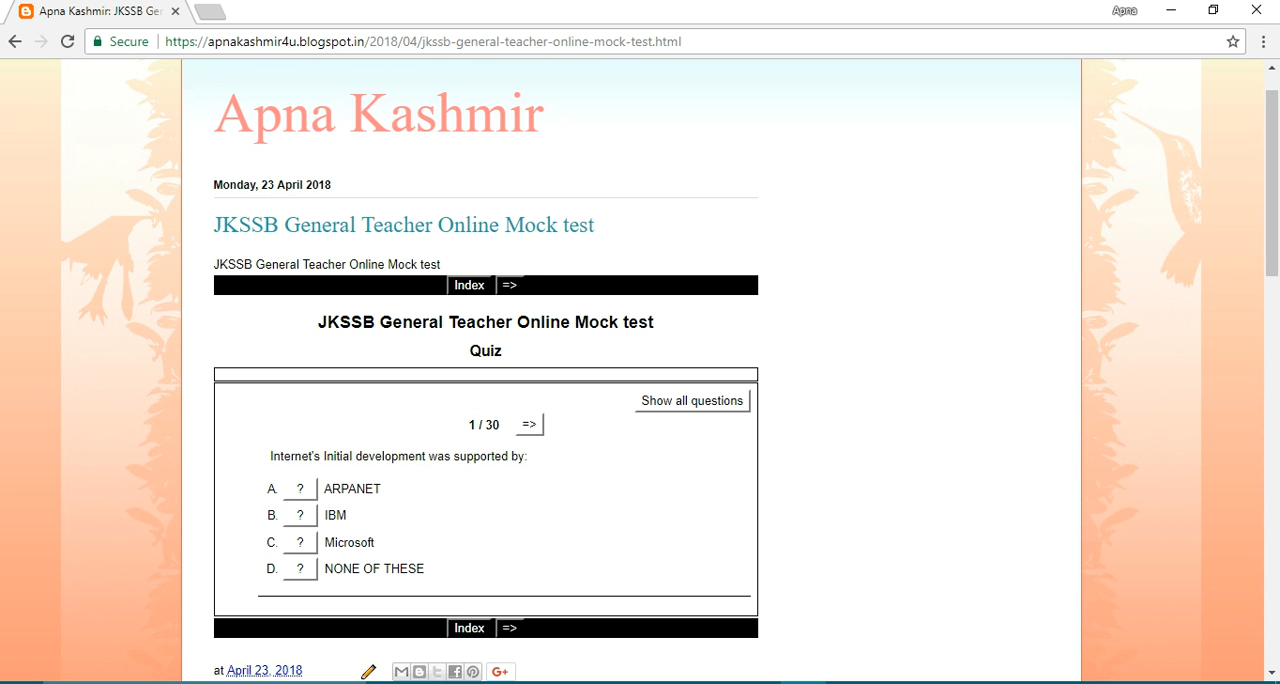 Apna Kashmir: JKSSB Ge
Apna
Secure
https://apnakashmir4u.blogspot.in/2018/04/jkssb-general-teacher-online-mock-test.html
Apna Kashmir
Monday, 23 April 2018
JKSSB General Teacher Online Mock test
JKSSB General Teacher Online Mock test
Index =>
JKSSB General Teacher Online Mock test
Quiz
Show all questions
1 / 30 =>
Internet's Initial development was supported by:
A. ? ARPANET
B. ? IBM
C. ? Microsoft
D. ? NONE OF THESE
Index =>
at April 23, 2018
G+